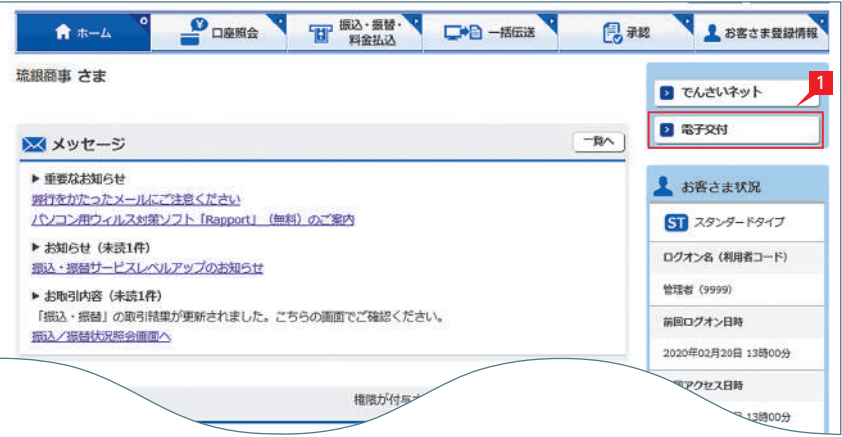 ホーム
口座照会
振込・振替・
料金払込
一括伝送
承認
お客さま登録情報
琉銀商事 さま
1
でんさいネット
電子交付
メッセージ
一覧へ
▶ 重要なお知らせ
弊行をかたったメールにご注意ください
パソコン用ウィルス対策ソフト「Rapport」（無料）のご案内
▶ お知らせ（未読1件）
振込・振替サービスレベルアップのお知らせ
▶ お取引内容（未読1件）
「振込・振替」の取引結果が更新されました。こちらの画面でご確認ください。
振込／振替状況照会画面へ
お客さま状況
ST スタンダードタイプ
ログオン名（利用者コード）
管理者（9999）
前回ログオン日時
2020年02月20日 13時00分
アクセス日時
13時00分
権限が付与